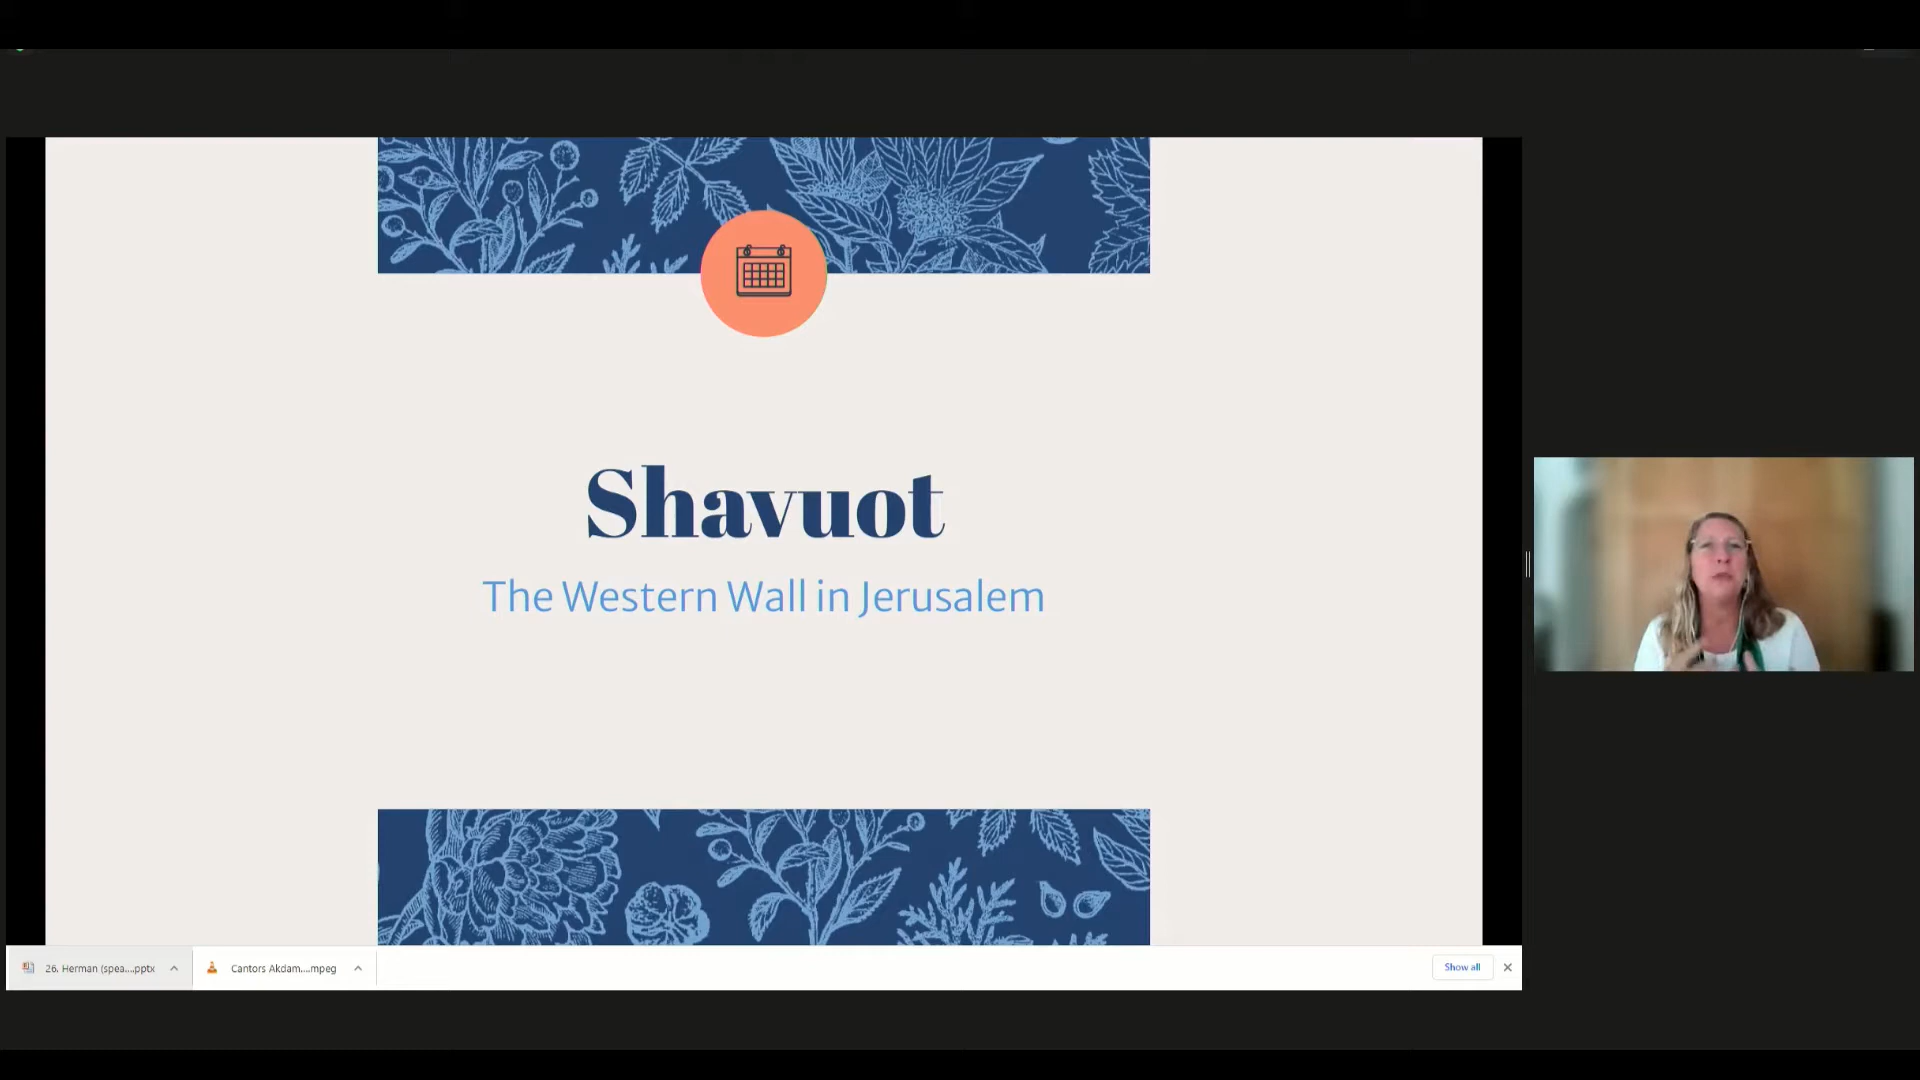 Shavuot
The Western Wall in Jerusalem
26. Herman (spea....pptx
Cantors Akdam....mpeg
Show all